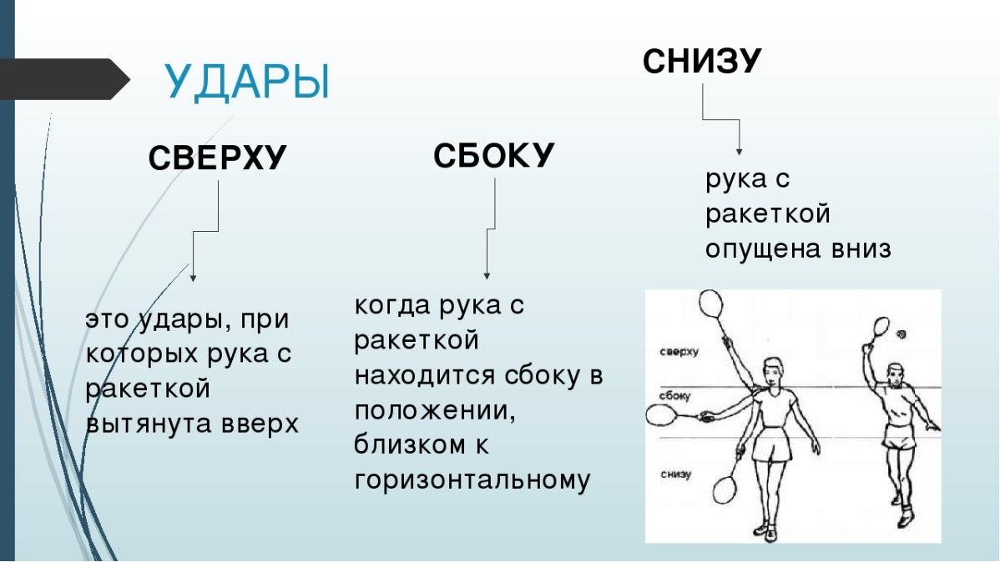 УДАРЫ
СВЕРХУ
это удары, при
которых рука с
ракеткой
вытянута вверх
СБОКУ
когда рука с
ракеткой
находится сбоку в
положении,
близком к
горизонтальному
СНИЗУ
рука с
ракеткой
опущена вниз
сверху
сбоку
снизу